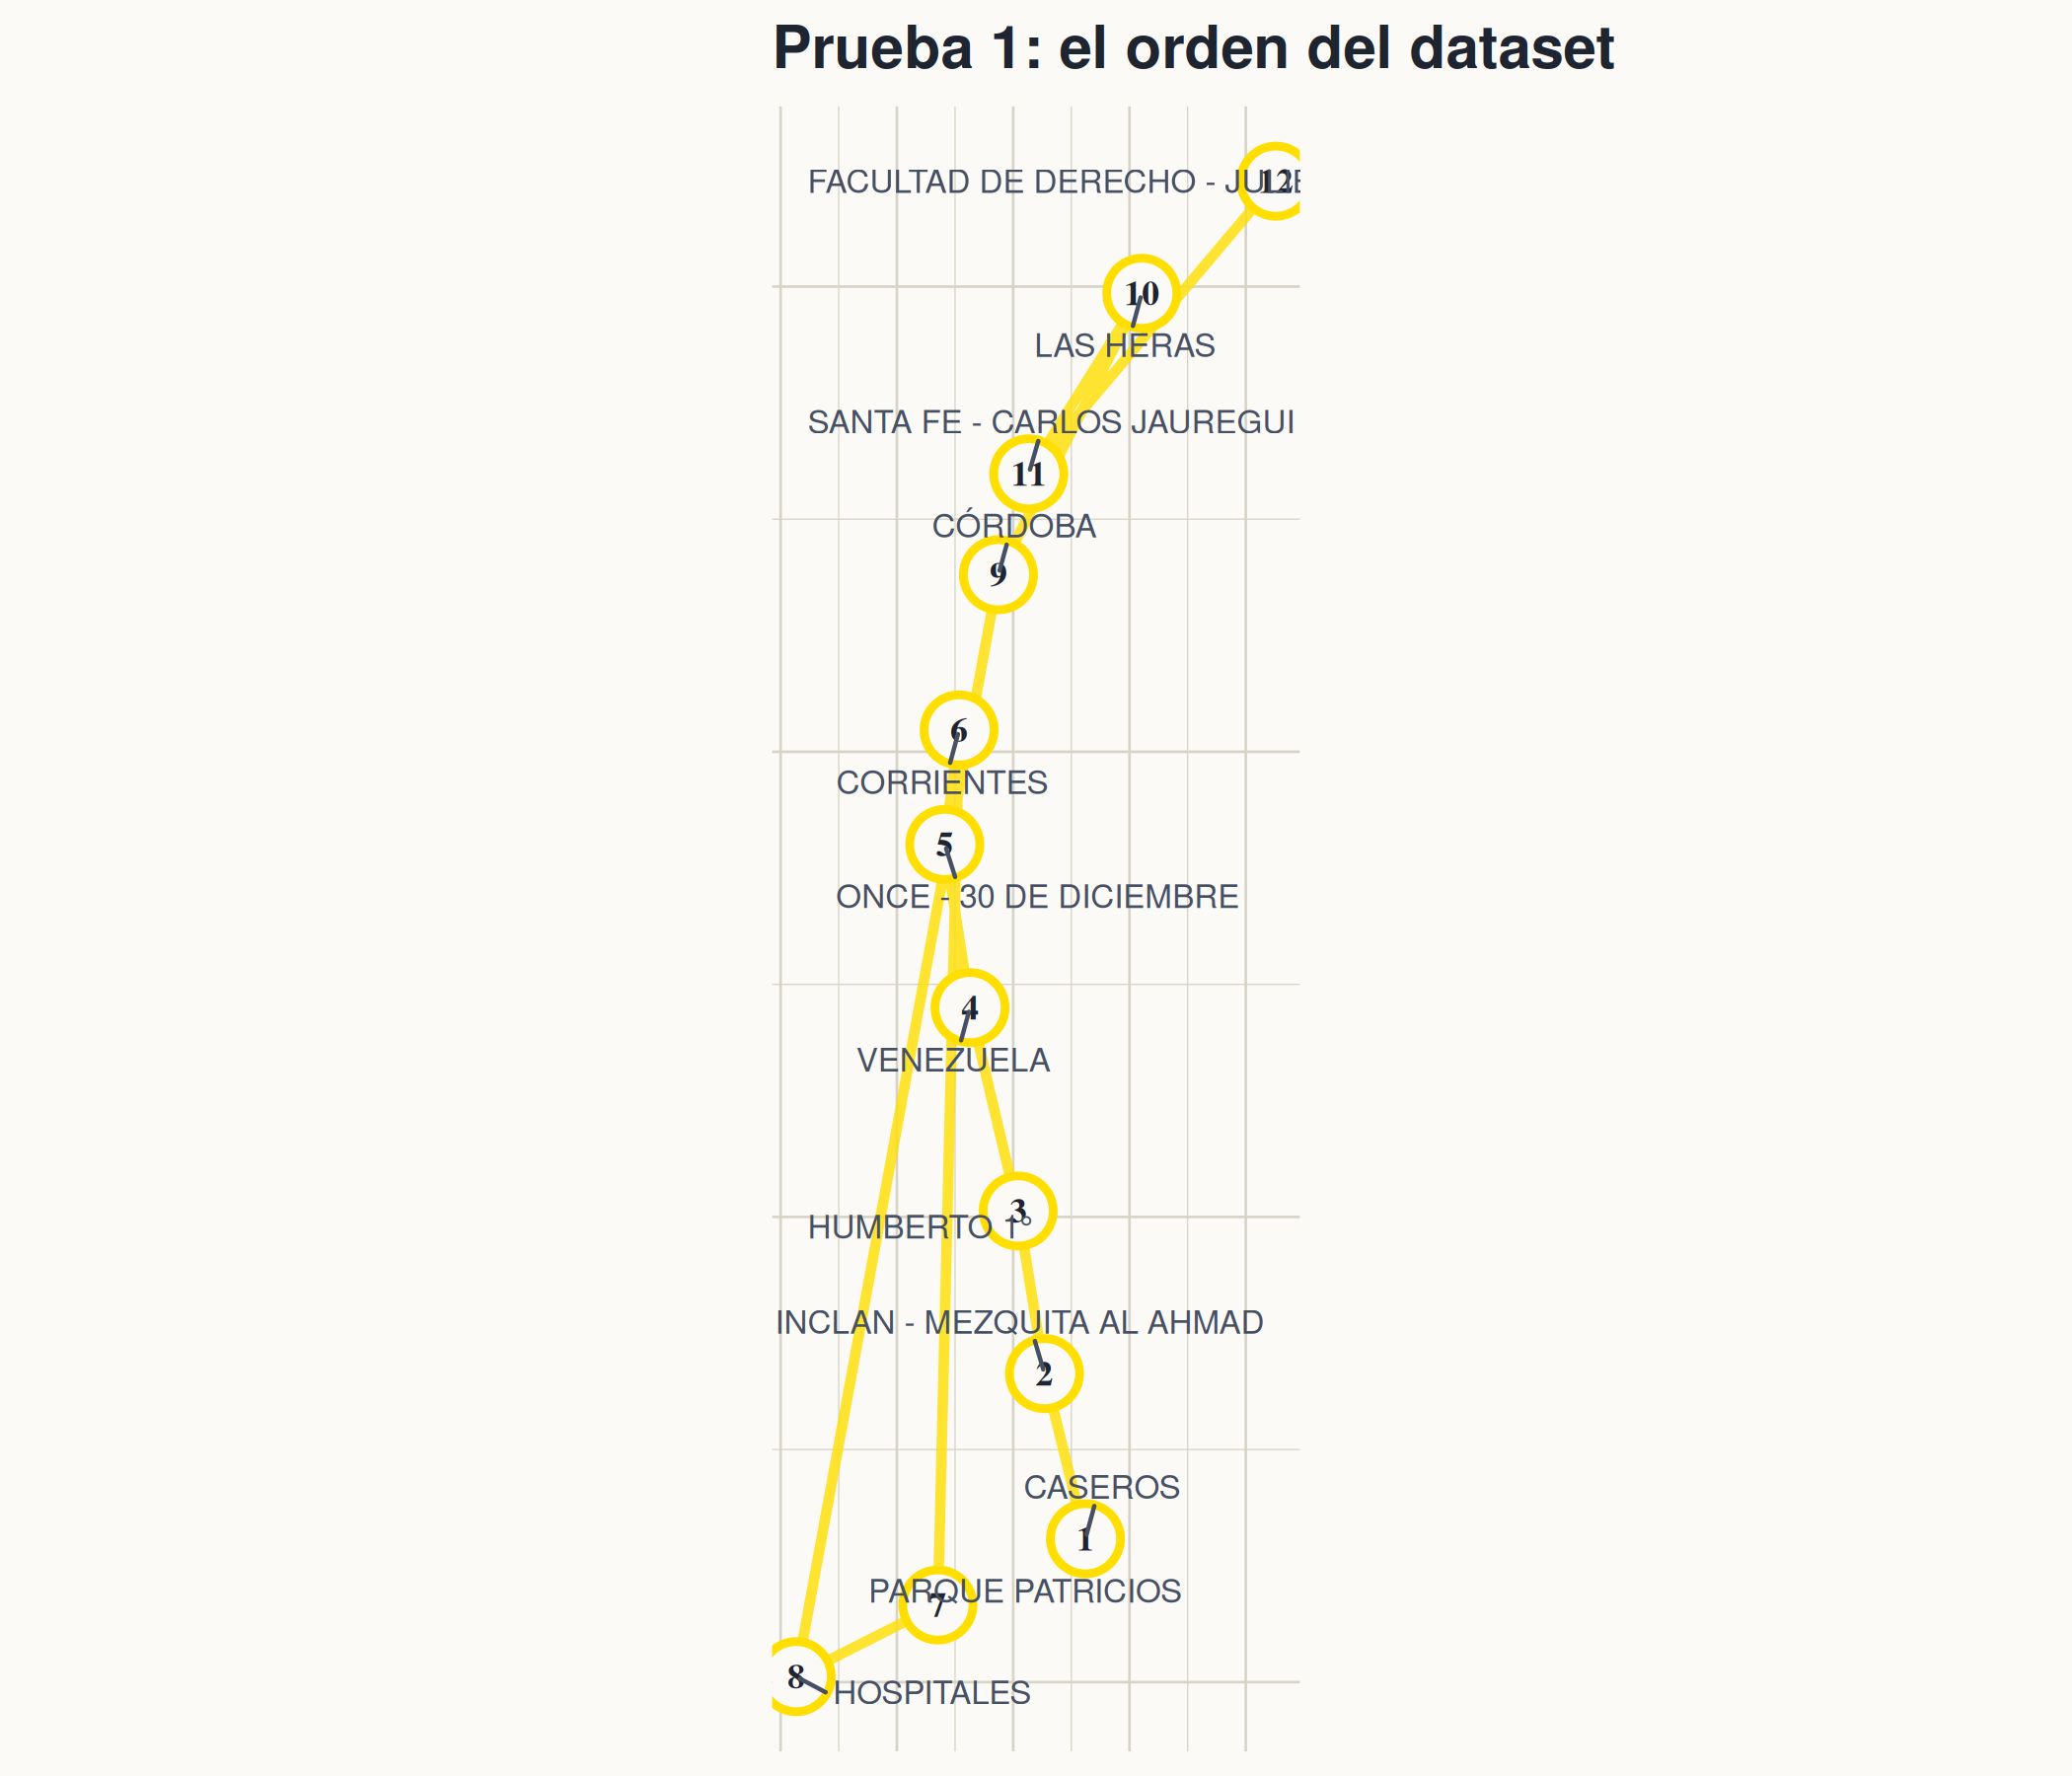 Prueba 1: el orden del dataset
FACULTAD DE DERECHO - 
12
10
LAS HERAS
SANTA FE - CARLOS JAUREGUI
11
CÓRDOBA
9
6
CORRIENTES
5
ONCE - 30 DE DICIEMBRE
4
VENEZUELA
3
HUMBERTO 1°
INCLAN - MEZQUITA AL AHMAD
2
CASEROS
1
PARQUE PATRICIOS
7
8
HOSPITALES